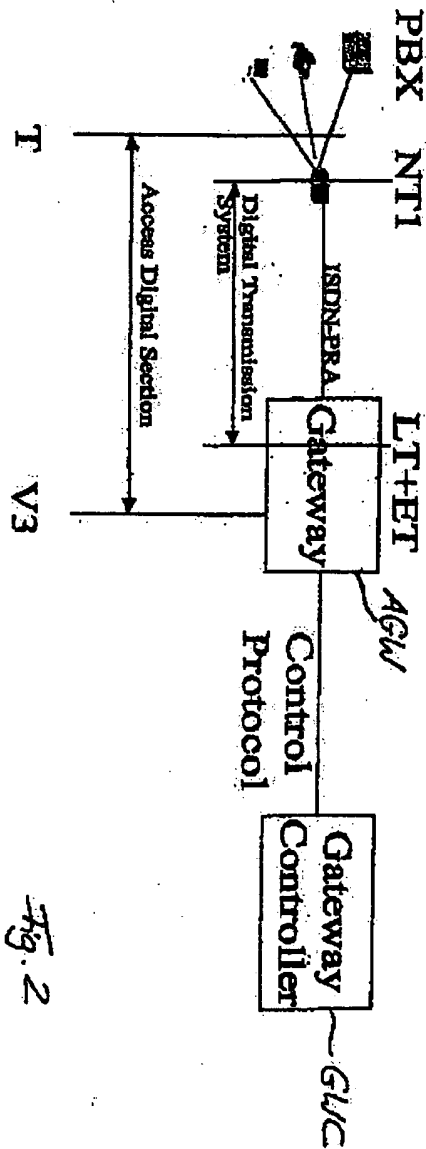 PBX NT1 LT+ET
AGW
GWC
ISDN-PRA
Gateway
Control
Protocol
Gateway
Controller
Digital Transmission
System
Access Digital Section
T V3
Fig. 2